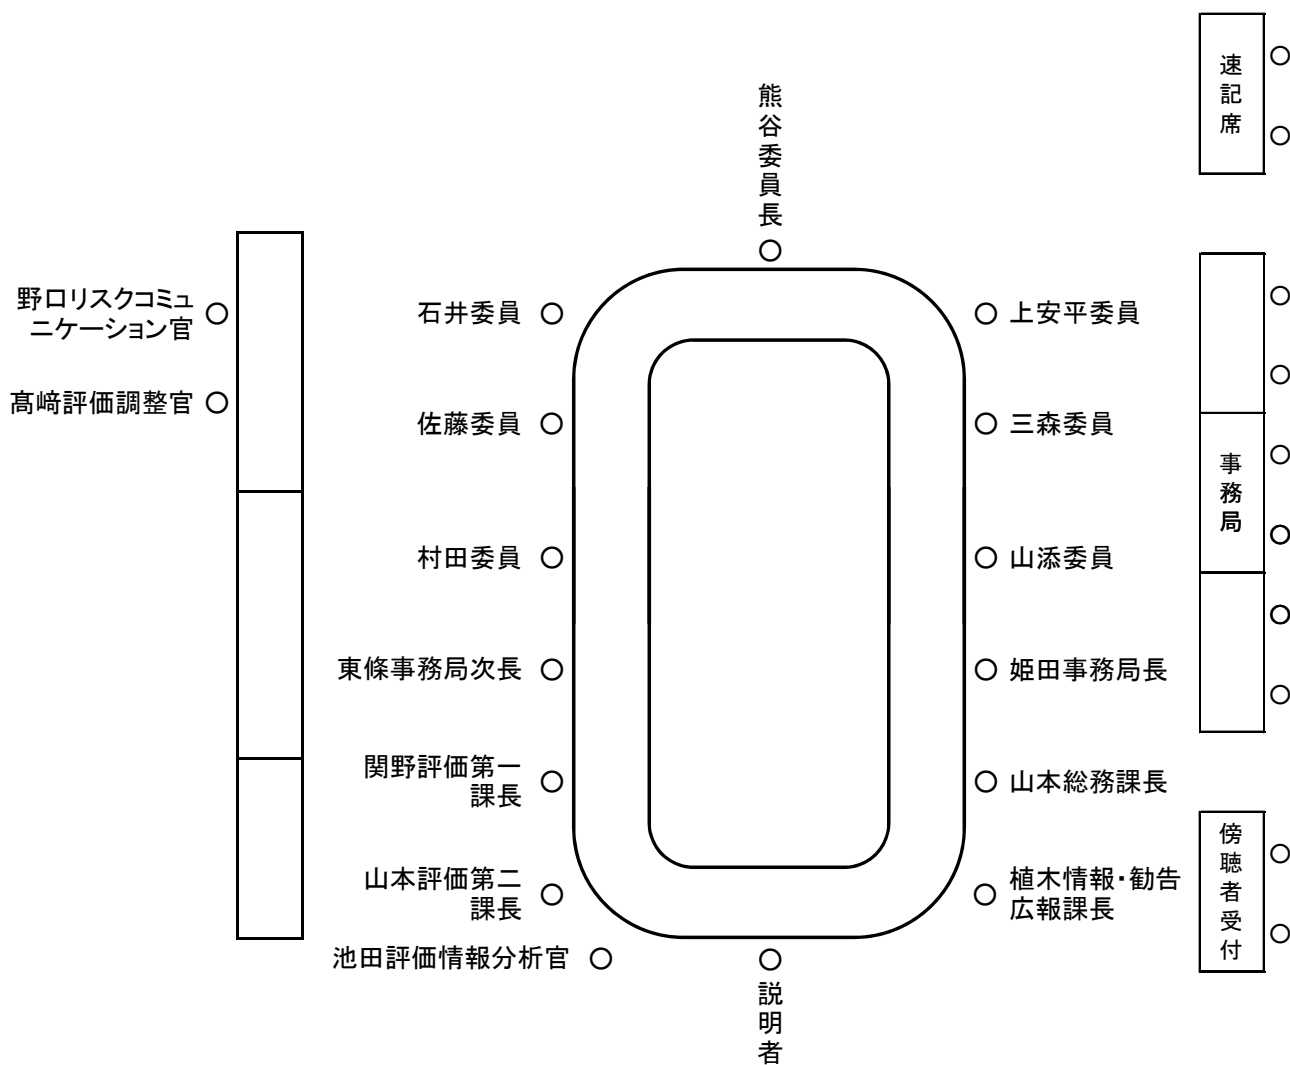 速記席
熊谷委員長
野口リスクコミュ
ニケーション官
髙﨑評価調整官
石井委員
上安平委員
佐藤委員
三森委員
村田委員
山添委員
東條事務局次長
姫田事務局長
関野評価第一
課長
山本総務課長
山本評価第二
課長
植木情報・勧告
広報課長
池田評価情報分析官
説明者
事務局
傍聴者受付